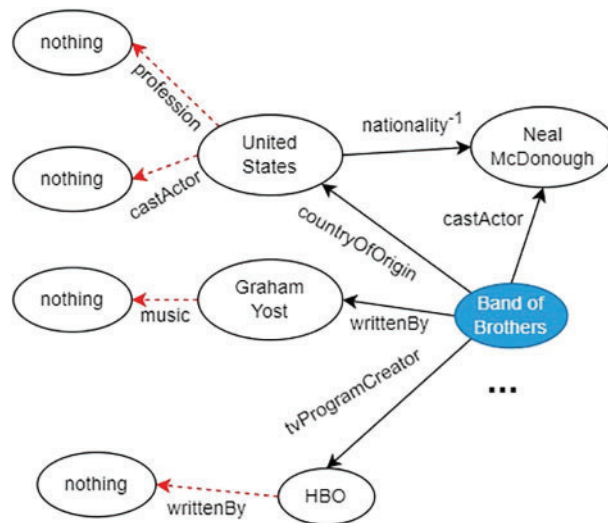 nothing
profession
United
States
nationality⁻¹
Neal
McDonough
nothing
castActor
countryOfOrigin
castActor
nothing
music
Graham
Yost
writtenBy
Band of
Brothers
tvProgramCreator
...
nothing
writtenBy
HBO